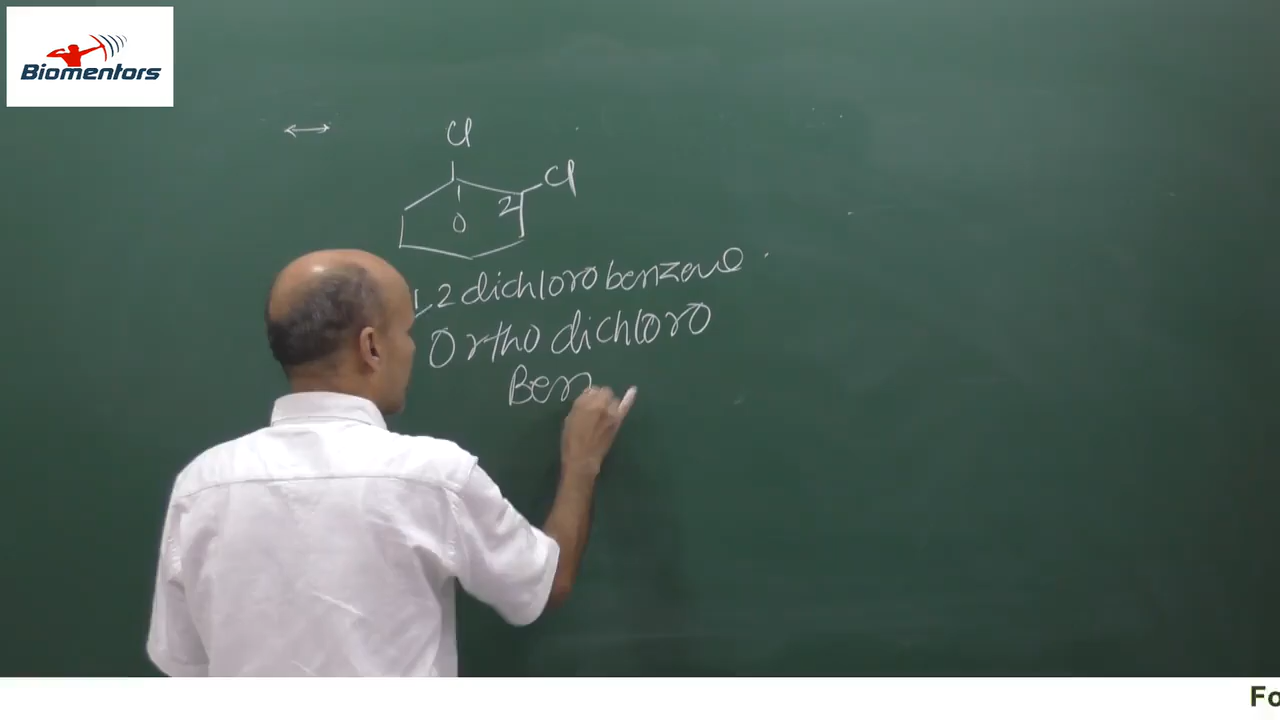 Biomentors
Cl
Cl
2
0
1,2 dichlorobenzene.
Ortho dichloro
Ben
Fo